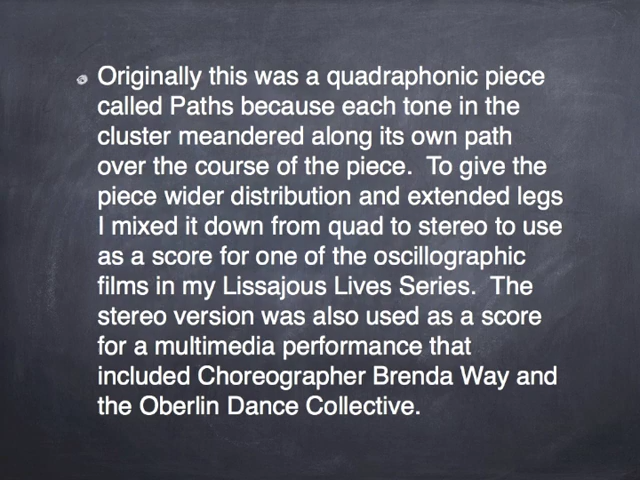 Originally this was a quadraphonic piece
called Paths because each tone in the
cluster meandered along its own path
over the course of the piece.  To give the
piece wider distribution and extended legs
I mixed it down from quad to stereo to use
as a score for one of the oscillographic
films in my Lissajous Lives Series.  The
stereo version was also used as a score
for a multimedia performance that
included Choreographer Brenda Way and
the Oberlin Dance Collective.